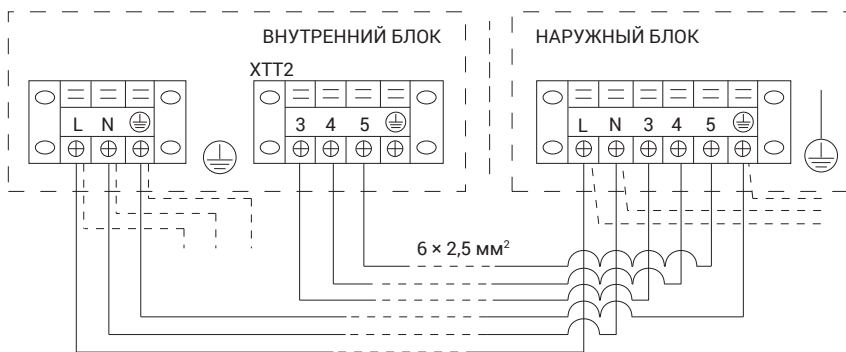 ВНУТРЕННИЙ БЛОК
НАРУЖНЫЙ БЛОК
XTT2
L N
3 4 5
L N 3 4 5
6 × 2,5 мм²